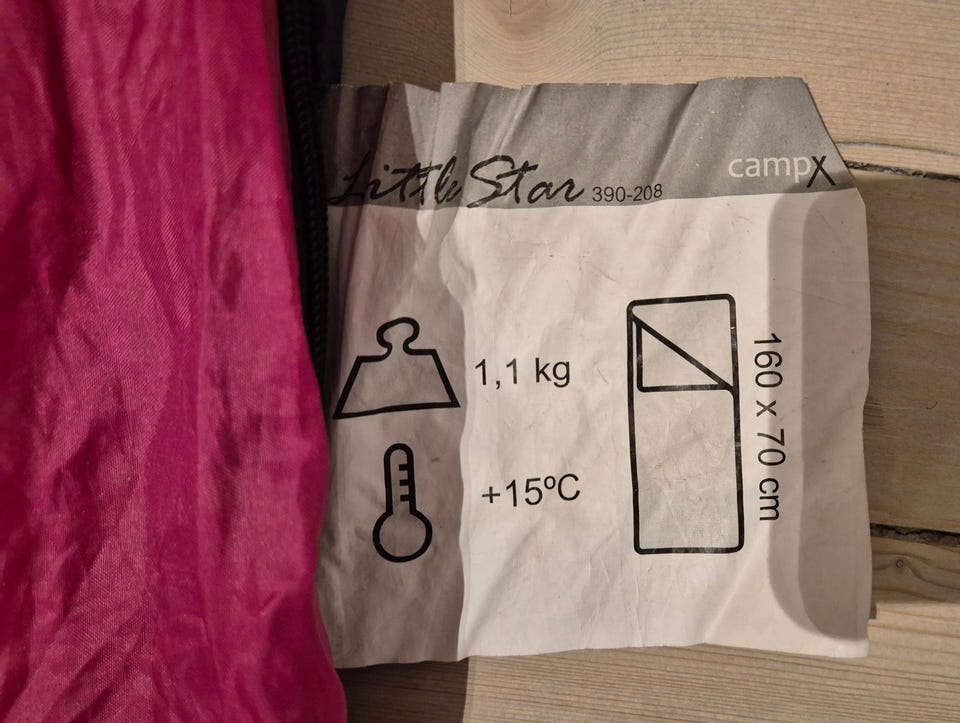 Little Star 390-208
campX
1,1 kg
+15ºC
160 x 70 cm